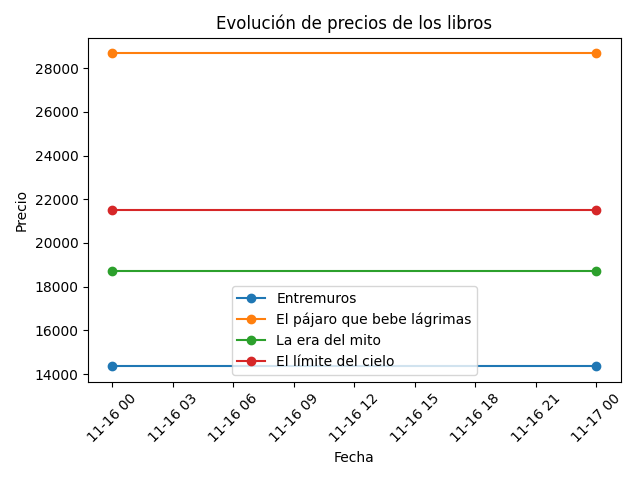 Evolución de precios de los libros
Precio
28000
26000
24000
22000
20000
18000
16000
14000
Entremuros
El pájaro que bebe lágrimas
La era del mito
El límite del cielo
11-16 00
11-16 03
11-16 06
11-16 09
11-16 12
11-16 15
11-16 18
11-16 21
11-17 00
Fecha